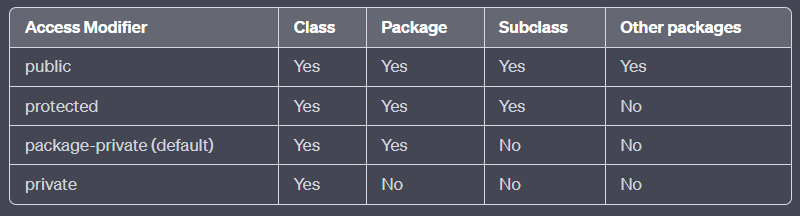 Access Modifier Class Package Subclass Other packages
public Yes Yes Yes Yes
protected Yes Yes Yes No
package-private (default) Yes Yes No No
private Yes No No No